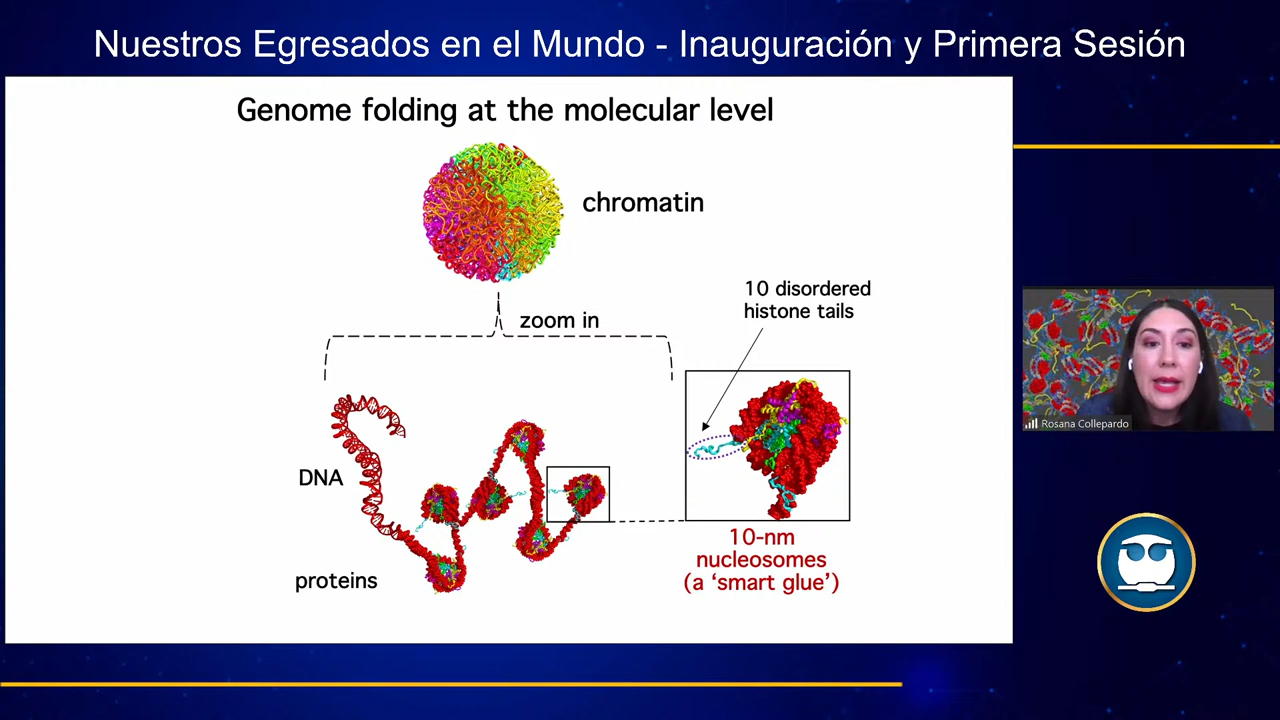 Nuestros Egresados en el Mundo - Inauguración y Primera Sesión
Genome folding at the molecular level
chromatin
zoom in
10 disordered
histone tails
DNA
proteins
10-nm
nucleosomes
(a ‘smart glue’)
Rosana Collepardo